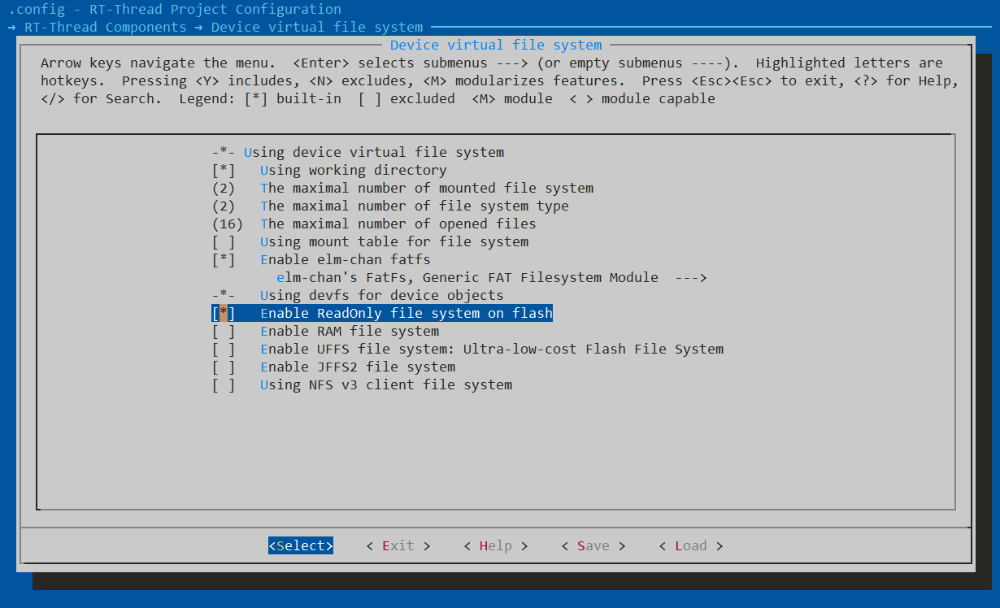 .config - RT-Thread Project Configuration
→ RT-Thread Components → Device virtual file system
Device virtual file system
Arrow keys navigate the menu.  <Enter> selects submenus ---> (or empty submenus ----).  Highlighted letters are
hotkeys.  Pressing <Y> includes, <N> excludes, <M> modularizes features.  Press <Esc><Esc> to exit, <?> for Help,
</> for Search.  Legend: [*] built-in  [ ] excluded  <M> module  < > module capable
-*- Using device virtual file system
[*]   Using working directory
(2)   The maximal number of mounted file system
(2)   The maximal number of file system type
(16)  The maximal number of opened files
[ ]   Using mount table for file system
[*]   Enable elm-chan fatfs
elm-chan's FatFs, Generic FAT Filesystem Module  --->
-*-   Using devfs for device objects
[*]   Enable ReadOnly file system on flash
[ ]   Enable RAM file system
[ ]   Enable UFFS file system: Ultra-low-cost Flash File System
[ ]   Enable JFFS2 file system
[ ]   Using NFS v3 client file system
<Select>    < Exit >    < Help >    < Save >    < Load >